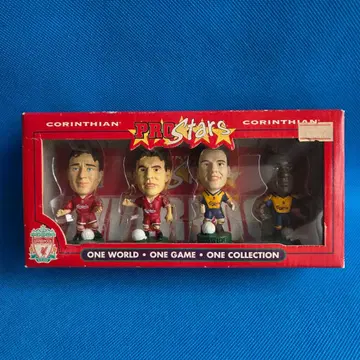 CORINTHIAN
PRO Stars
CORINTHIAN
ONE WORLD • ONE GAME • ONE COLLECTION